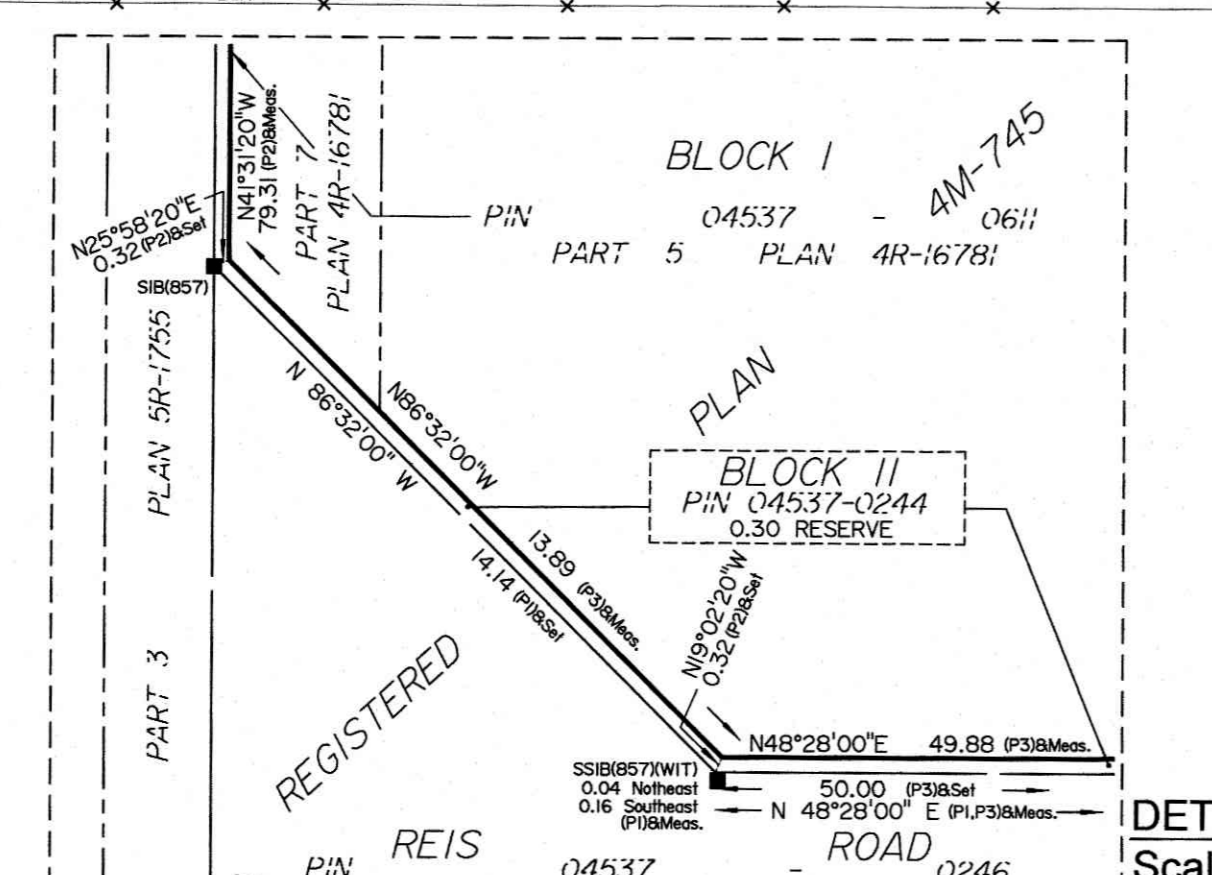 BLOCK 1
4M-745
PIN 04537 - 0611
PART 5 PLAN 4R-16781
N41°31'20"W
79.31 (P2)&Meas.
PART 7
PLAN 4R-16781
N25°58'20"E
0.32 (P2)&Set
SIB(857)
PLAN 5R-1755
PART 3
N 86°32'00" W
N86°32'00"W
PLAN
BLOCK 11
PIN 04537-0244
0.30 RESERVE
13.89 (P3)&Meas.
14.14 (P1)&Set
N19°02'20"W
0.32 (P2)&Set
REGISTERED
N48°28'00"E 49.88 (P3)&Meas.
SSIB(857)(WIT)
0.04 Notheast
0.16 Southeast
(P1)&Meas.
50.00 (P3)&Set
N 48°28'00" E (P1,P3)&Meas.
REIS ROAD
PIN 04537 - 0246
DET
Scal